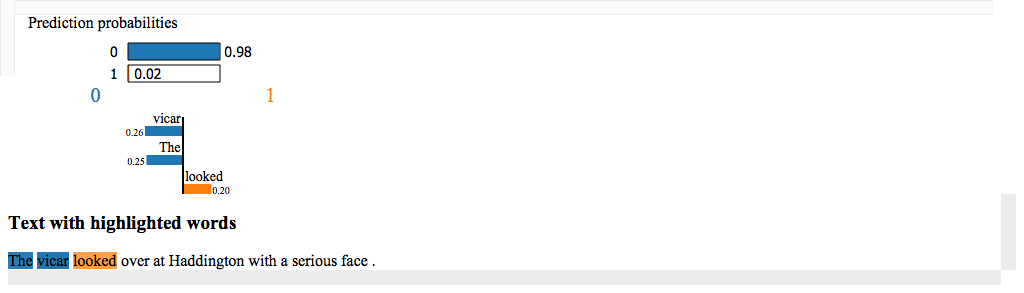 Prediction probabilities
0 0.98
1 0.02
0 1
vicar
0.26
The
0.25
looked
0.20
Text with highlighted words
The vicar looked over at Haddington with a serious face .